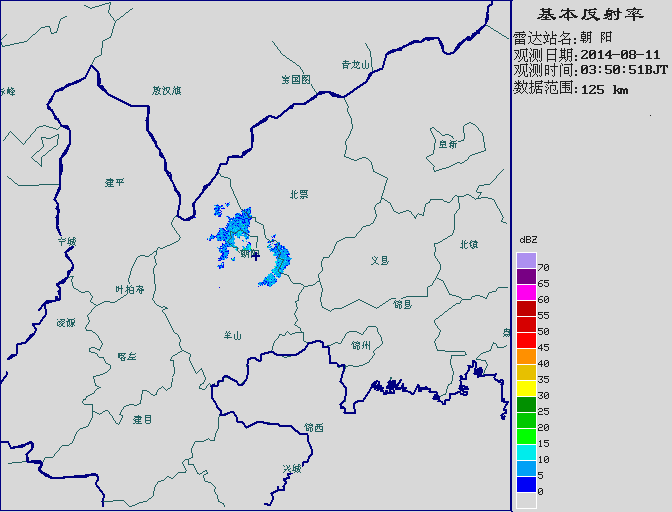 基本反射率
雷达站名:朝 阳
观测日期:2014-08-11
观测时间:03:50:51BJT
数据范围:125 km
青龙山
宝国图
敖汉旗
赤峰
阜新
建平
北票
宁城
朝阳
义县
北镇
叶柏寿
锦县
凌源
羊山
锦州
喀左
建昌
锦西
兴城
dBZ
70
65
60
55
50
45
40
35
30
25
20
15
10
5
0